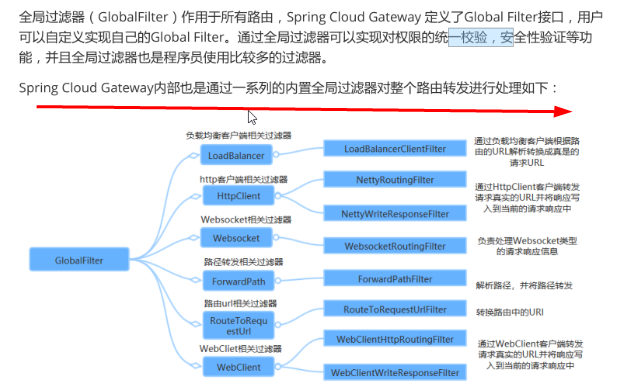 全局过滤器（GlobalFilter）作用于所有路由，Spring Cloud Gateway 定义了Global Filter接口，用户
可以自定义实现自己的Global Filter。通过全局过滤器可以实现对权限的统一校验，安全性验证等功
能，并且全局过滤器也是程序员使用比较多的过滤器。
Spring Cloud Gateway内部也是通过一系列的内置全局过滤器对整个路由转发进行处理如下：
负载均衡客户端相关过滤器
LoadBalancer
LoadBalancerClientFilter
通过负载均衡客户端根据路
由的URL解析转换成真是的
请求URL
http客户端相关过滤器
HttpClient
NettyRoutingFilter
NettyWriteResponseFilter
通过HttpClient客户端转发
请求真实的URL并将响应写
入到当前的请求响应中
Websocket相关过滤器
Websocket
WebsocketRoutingFilter
负责处理Websocket类型
的请求响应信息
GlobalFilter
路径转发相关过滤器
ForwardPath
ForwardPathFilter
解析路径，并将路径转发
路由url相关过滤器
RouteToRequ
estUrl
RouteToRequestUrlFilter
转换路由中的URI
WebCliet相关过滤器
WebClient
WebClientHttpRoutingFilter
WebClientWriteResponseFilter
通过WebClient客户端转发
请求真实的URL并将响应写
入到当前的请求响应中